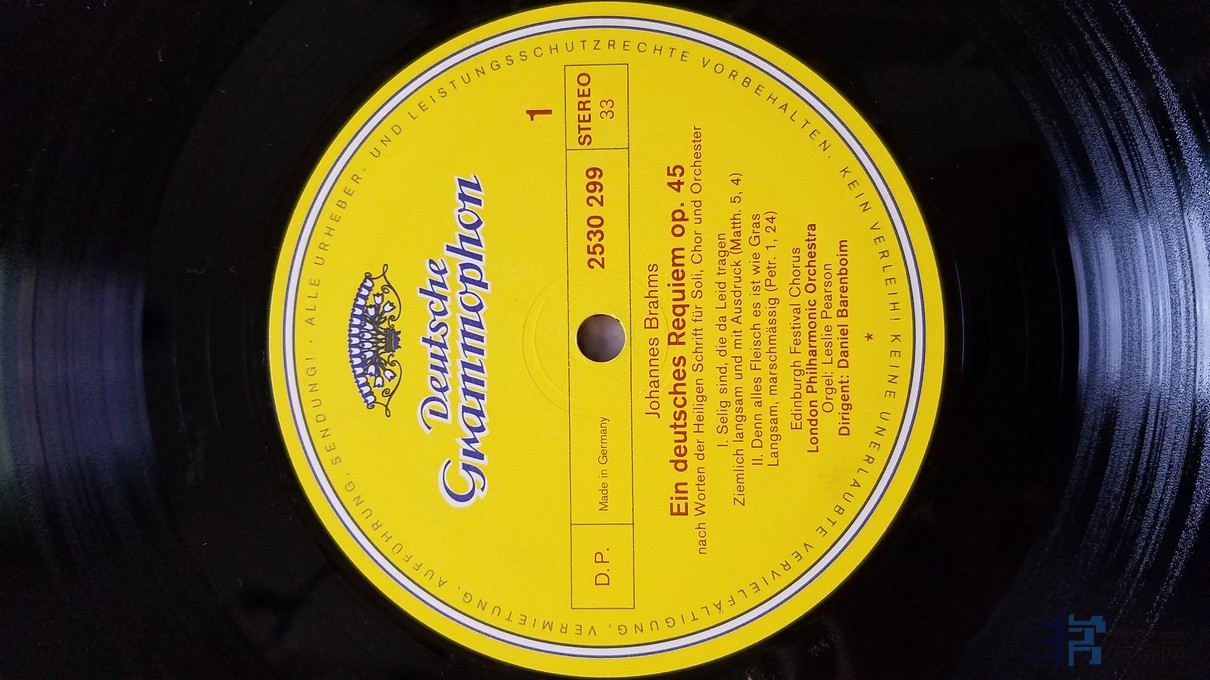 Deutsche
Grammophon
1
D.P.
Made in Germany
2530 299
STEREO
33
Johannes Brahms
Ein deutsches Requiem op. 45
nach Worten der Heiligen Schrift für Soli, Chor und Orchester
I. Selig sind, die da Leid tragen
Ziemlich langsam und mit Ausdruck (Matth. 5, 4)
II. Denn alles Fleisch es ist wie Gras
Langsam, marschmässig (Petr. 1, 24)
Edinburgh Festival Chorus
London Philharmonic Orchestra
Orgel: Leslie Pearson
Dirigent: Daniel Barenboim
*
ALLE URHEBER- UND LEISTUNGSSCHUTZRECHTE VORBEHALTEN · KEIN VERLEIH! KEINE UNERLAUBTE VERVIELFÄLTIGUNG, VERMIETUNG, AUFFÜHRUNG, SENDUNG! ·